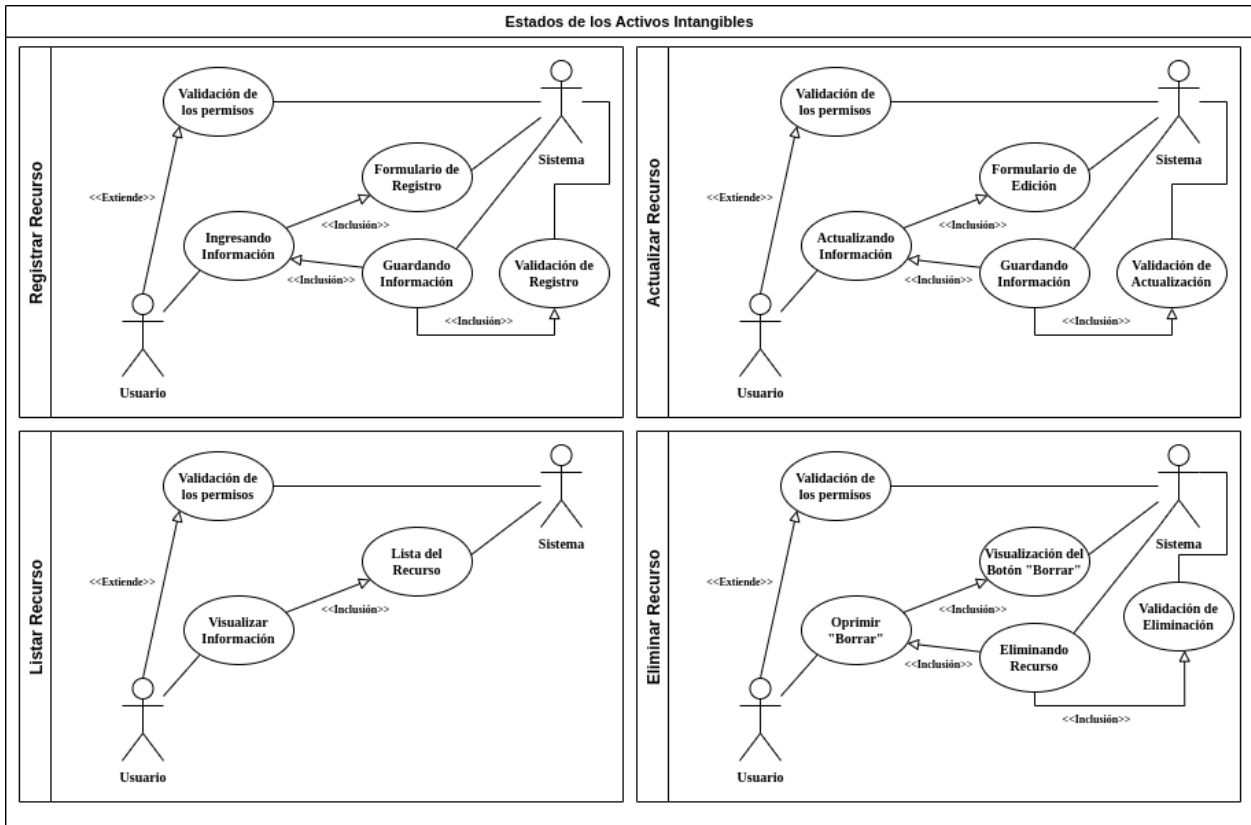 Estados de los Activos Intangibles
Registrar Recurso
Validación de
los permisos
Sistema
Formulario de
Registro
<<Extiende>>
<<Inclusión>>
Ingresando
Información
Guardando
Información
Validación de
Registro
<<Inclusión>>
<<Inclusión>>
Usuario
Actualizar Recurso
Validación de
los permisos
Sistema
Formulario de
Edición
<<Extiende>>
<<Inclusión>>
Actualizando
Información
Guardando
Información
Validación de
Actualización
<<Inclusión>>
<<Inclusión>>
Usuario
Listar Recurso
Validación de
los permisos
Sistema
Lista del
Recurso
<<Extiende>>
<<Inclusión>>
Visualizar
Información
Usuario
Eliminar Recurso
Validación de
los permisos
Sistema
Visualización del
Botón "Borrar"
<<Extiende>>
<<Inclusión>>
Validación de
Eliminación
Oprimir
"Borrar"
Eliminando
Recurso
<<Inclusión>>
<<Inclusión>>
Usuario